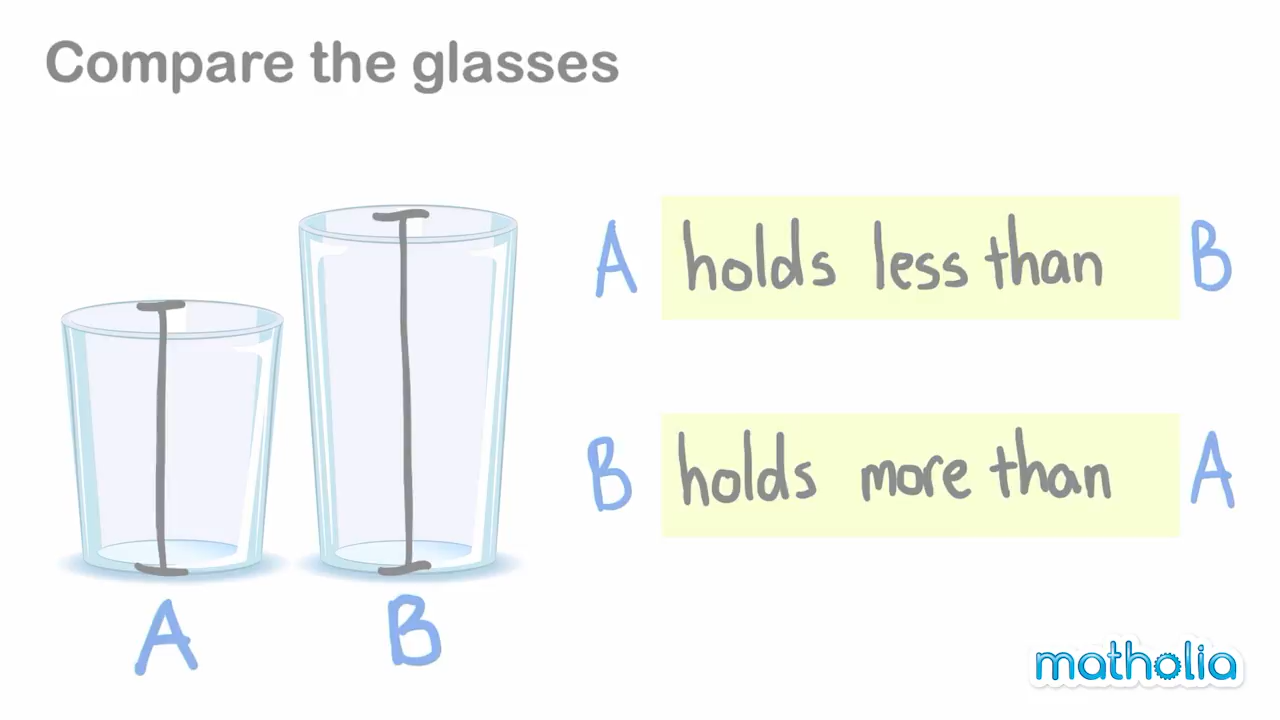 Compare the glasses
A holds less than B
B holds more than A
A B
matholia